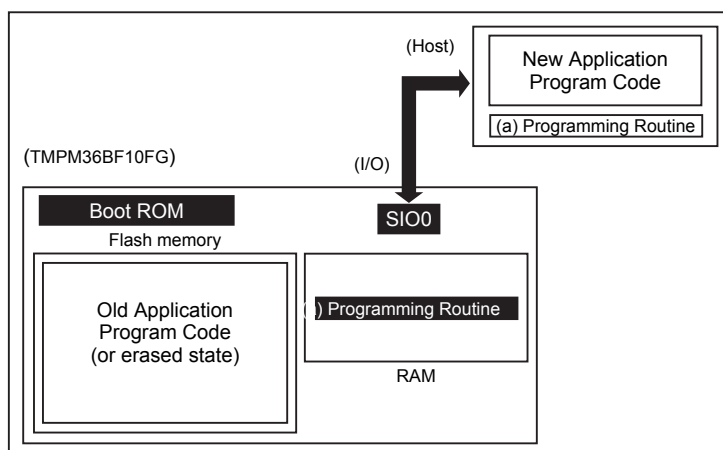 (Host)
New Application
Program Code
(a) Programming Routine
(TMPM36BF10FG)
(I/O)
Boot ROM
SIO0
Flash memory
Old Application
Program Code
(or erased state)
(a) Programming Routine
RAM